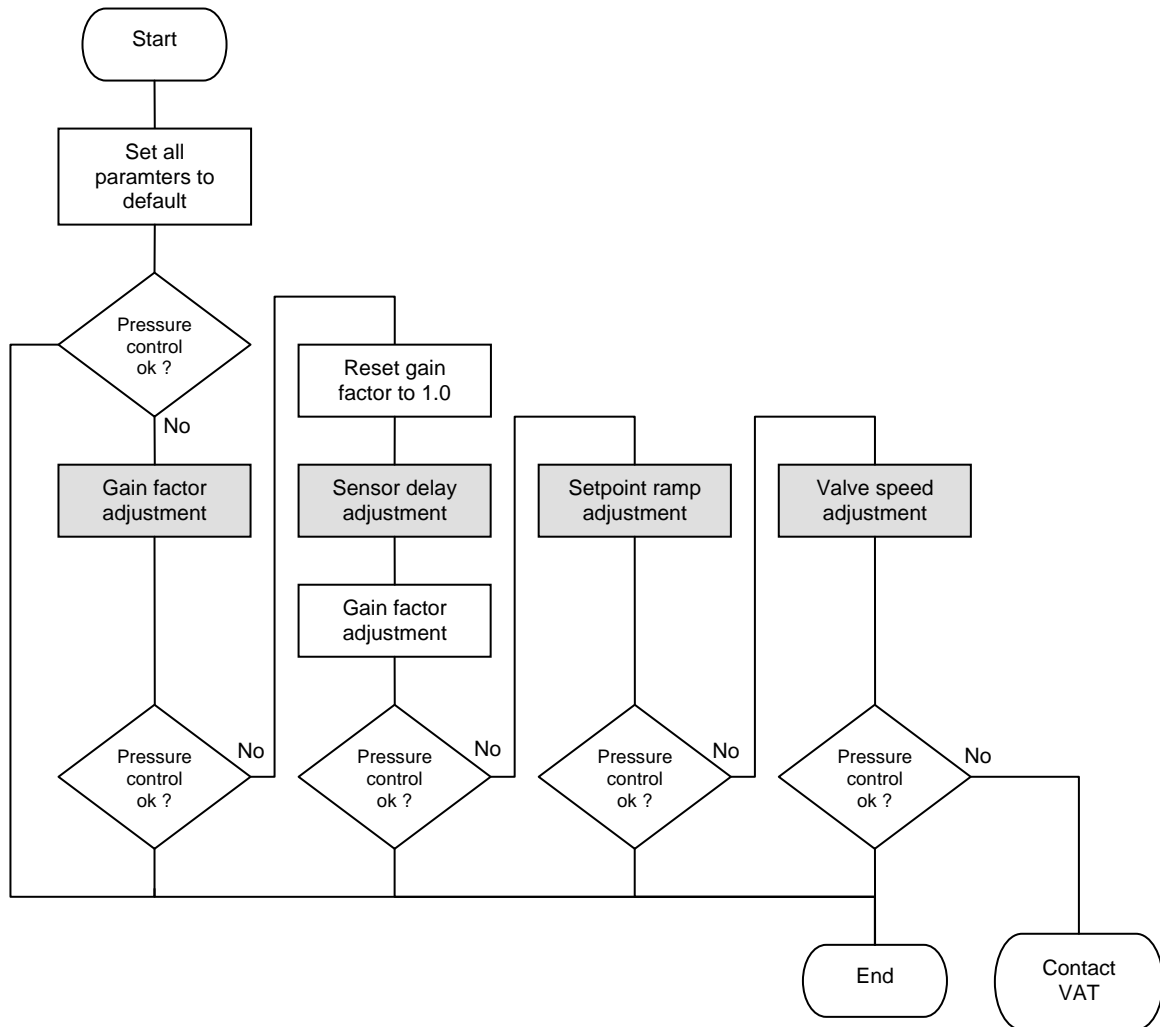 Start
Set all
paramters to
default
Pressure
control
ok ?
No
Gain factor
adjustment
Pressure
control
ok ?
No
Reset gain
factor to 1.0
Sensor delay
adjustment
Gain factor
adjustment
Pressure
control
ok ?
No
Setpoint ramp
adjustment
Pressure
control
ok ?
No
Valve speed
adjustment
Pressure
control
ok ?
No
End
Contact
VAT